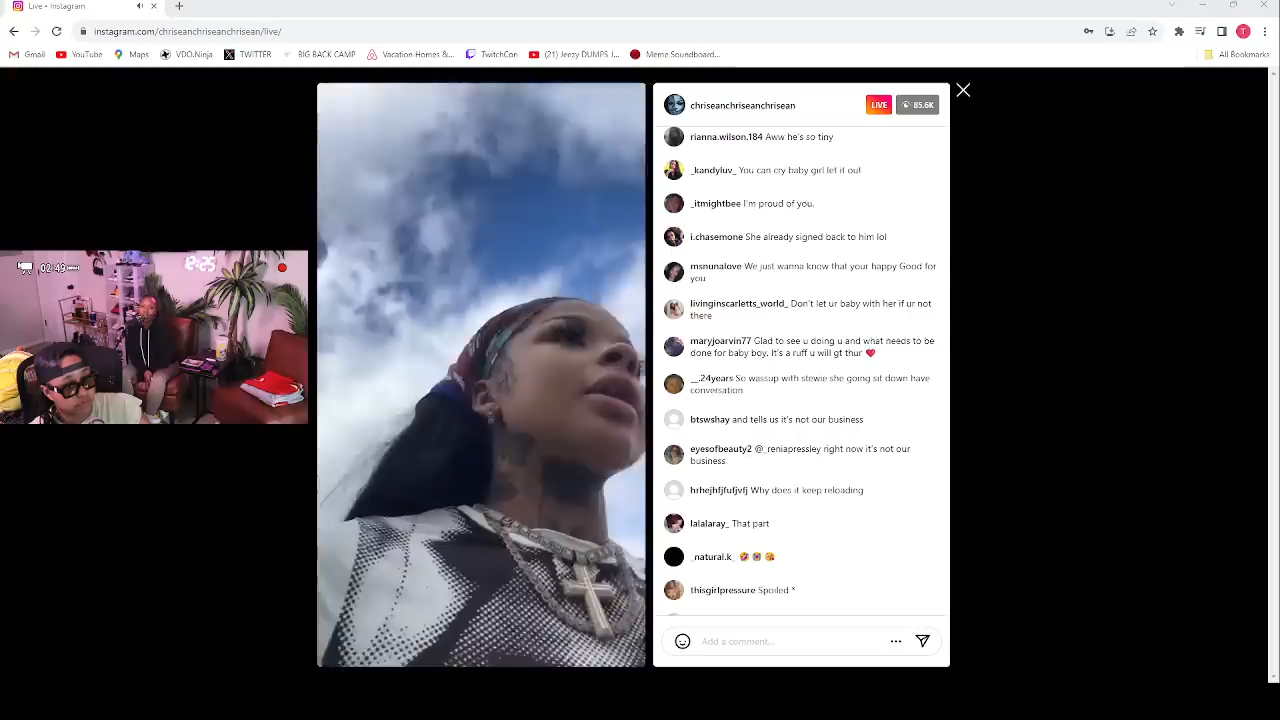 Live • Instagram
instagram.com/chriseanchriseanchrisean/live/
Gmail YouTube Maps VDO.Ninja TWITTER BIG BACK CAMP Vacation Homes &... TwitchCon (21) Jeezy DUMPS J... Meme Soundboard... All Bookmarks
chriseanchriseanchrisean LIVE 85.6K
rianna.wilson.184 Aww he's so tiny
_kandyluv_ You can cry baby girl let it out
_itmightbee I'm proud of you.
i.chasemone She already signed back to him lol
msnunalove We just wanna know that your happy Good for
you
livinginscarletts_world_ Don't let ur baby with her if ur not
there
maryjoarvin77 Glad to see u doing u and what needs to
be done for baby boy. It's a ruff u will gt thur ❤️
__.24years So wassup with stewie she going sit down have
conversation
btswshay and tells us it's not our business
eyesofbeauty2 @_reniapressley right now it's not our
business
hrhejhfjfufjvfj Why does it keep reloading
lalalaray_ That part
_natural.k_
thisgirlpressure Spoiled *
Add a comment...
02:49
T